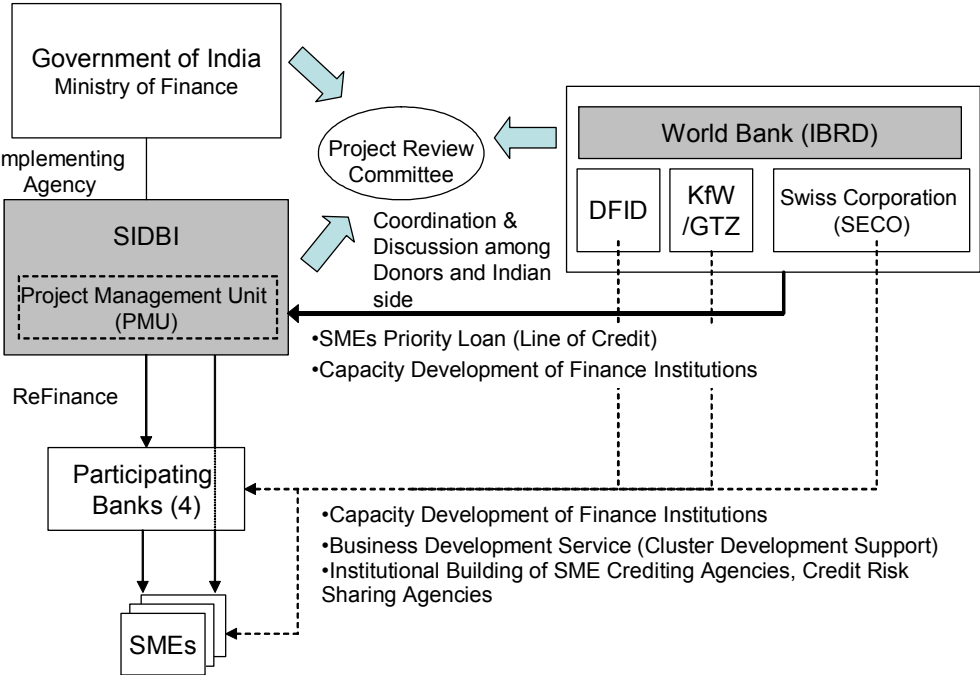 Government of India
Ministry of Finance
mplementing
Agency
SIDBI
Project Management Unit
(PMU)
Project Review
Committee
Coordination &
Discussion among
Donors and Indian
side
World Bank (IBRD)
DFID
KfW
/GTZ
Swiss Corporation
(SECO)
•SMEs Priority Loan (Line of Credit)
•Capacity Development of Finance Institutions
ReFinance
Participating
Banks (4)
•Capacity Development of Finance Institutions
•Business Development Service (Cluster Development Support)
•Institutional Building of SME Crediting Agencies, Credit Risk
Sharing Agencies
SMEs